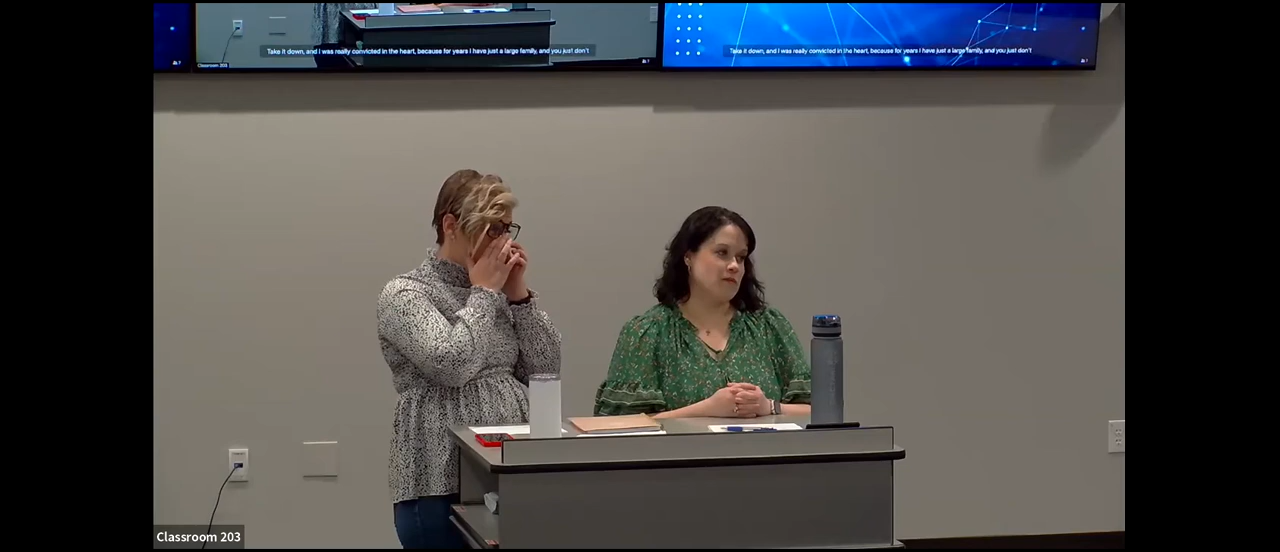 Take it down, and I was really convicted in the heart, because for years I have just a large family, and you just don't
Take it down, and I was really convicted in the heart, because for years I have just a large family, and you just don't
Classroom 203
Classroom 203